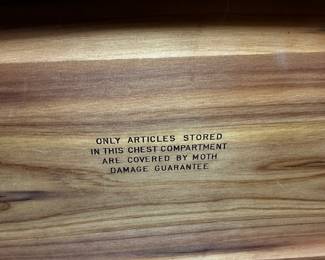 ONLY ARTICLES STORED
IN THIS CHEST COMPARTMENT
ARE COVERED BY MOTH
DAMAGE GUARANTEE